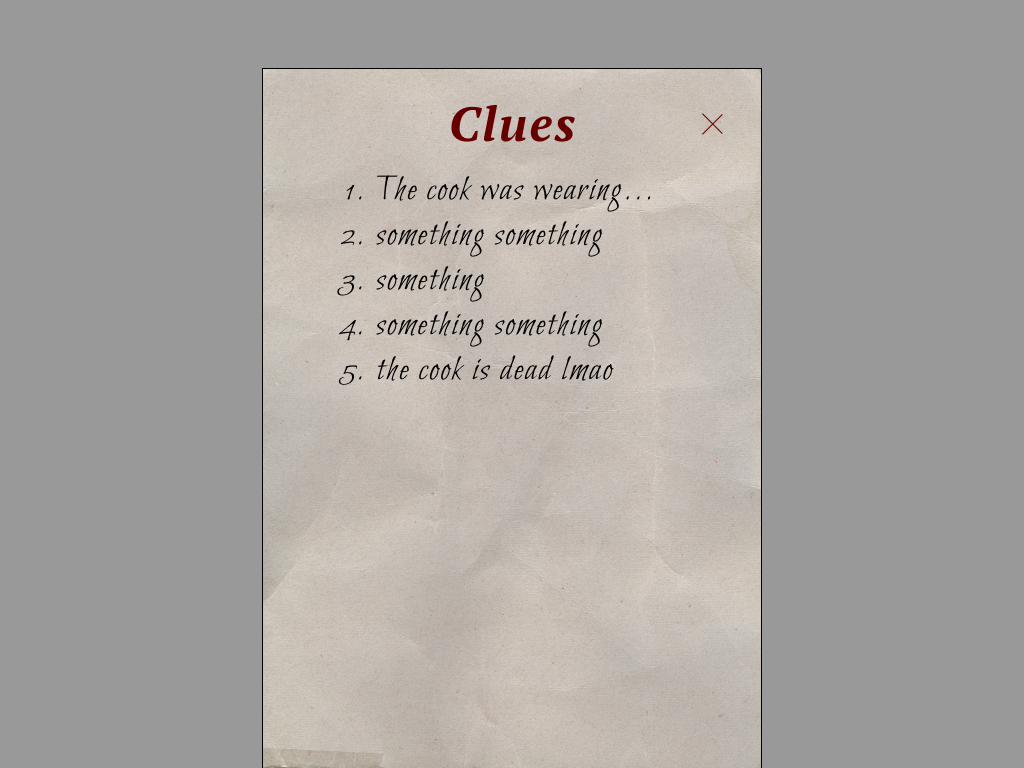 Clues
1. The cook was wearing...
2. something something
3. something
4. something something
5. the cook is dead lmao